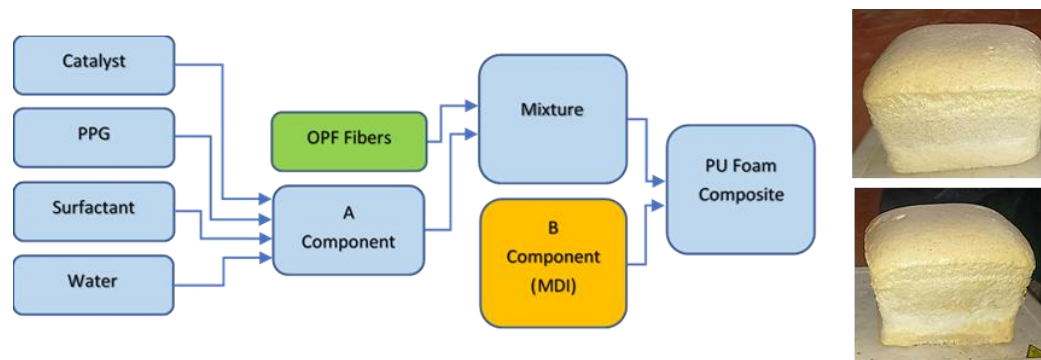 Catalyst
PPG
Surfactant
Water
OPF Fibers
A
Component
Mixture
B
Component
(MDI)
PU Foam
Composite